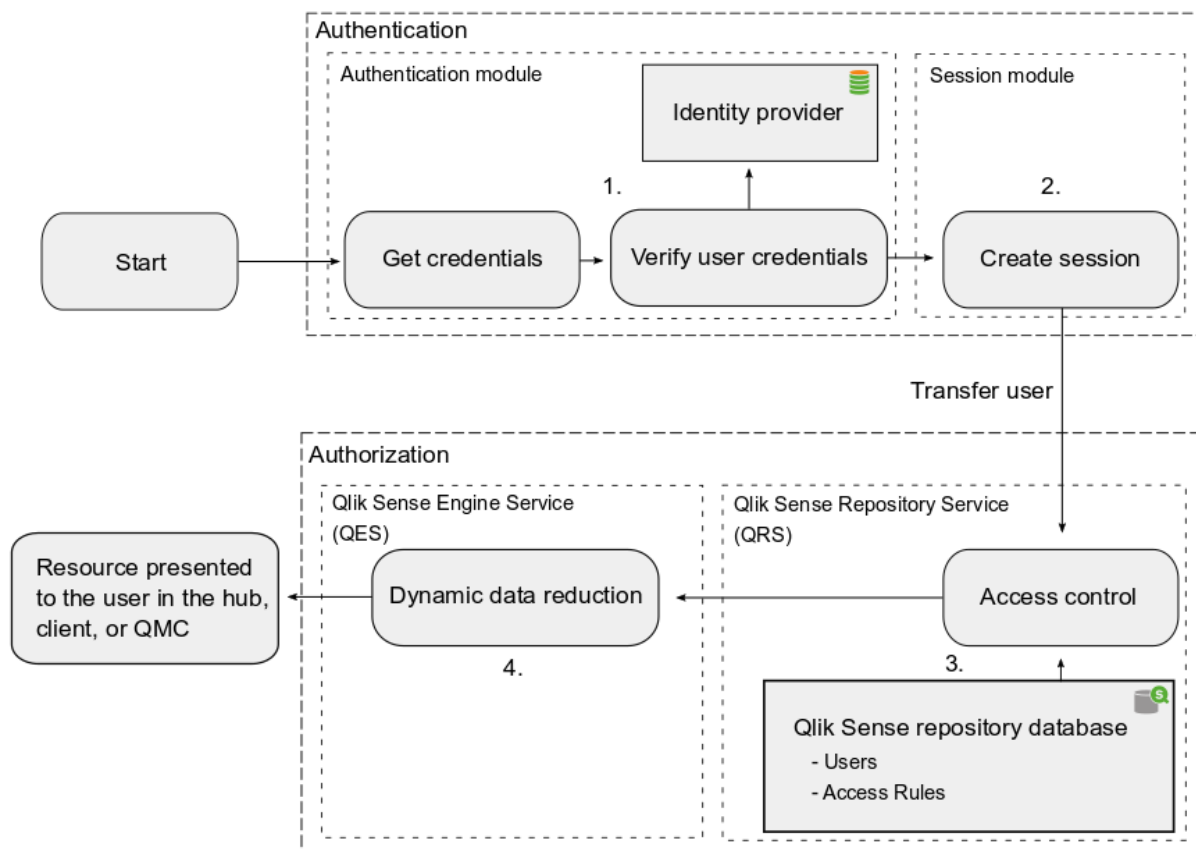 Authentication
Authentication module
Session module
Identity provider
1.
2.
Start
Get credentials
Verify user credentials
Create session
Transfer user
Authorization
Qlik Sense Engine Service
(QES)
Qlik Sense Repository Service
(QRS)
Resource presented
to the user in the hub,
client, or QMC
Dynamic data reduction
Access control
4.
3.
S
Qlik Sense repository database
- Users
- Access Rules